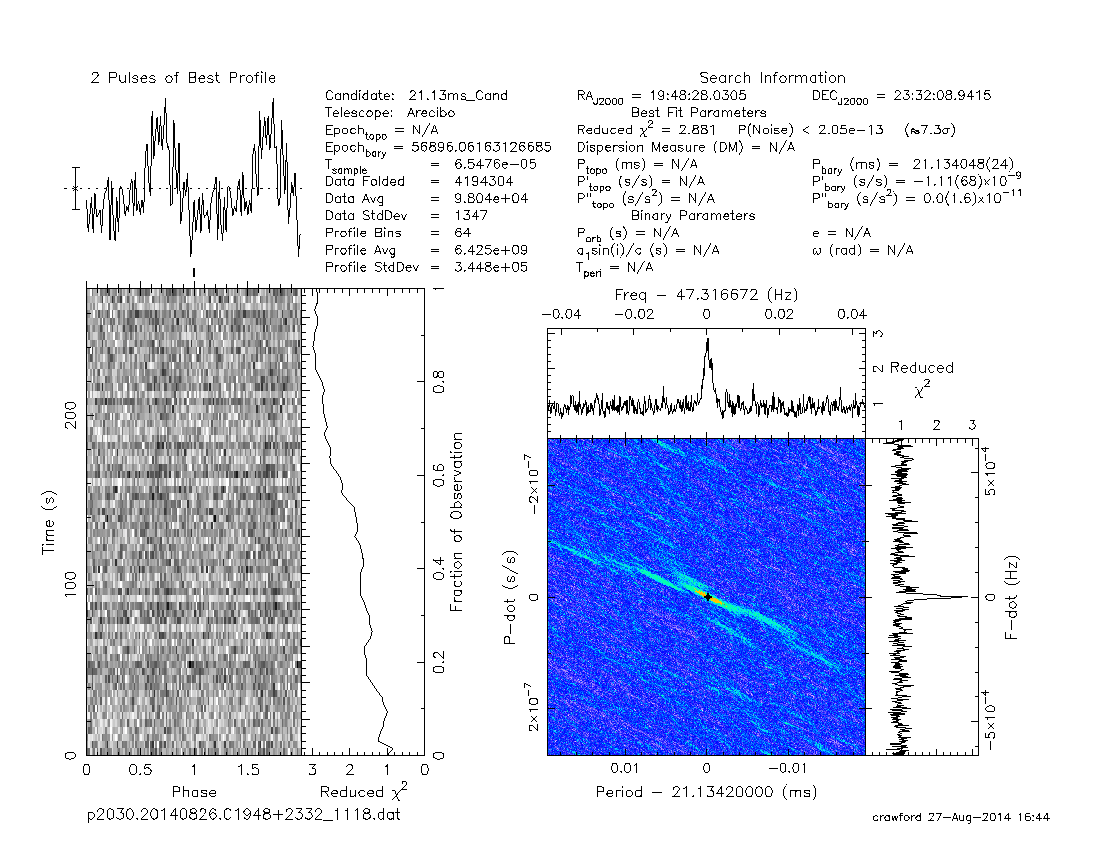 2 Pulses of Best Profile
Search Information
Candidate: 21.13ms_Cand
Telescope: Arecibo
Epoch_topo = N/A
Epoch_bary = 56896.06163126685
T_sample = 6.5476e−05
Data Folded = 4194304
Data Avg = 9.804e+04
Data StdDev = 1347
Profile Bins = 64
Profile Avg = 6.425e+09
Profile StdDev = 3.448e+05
RA_J2000 = 19:48:28.0305 DEC_J2000 = 23:32:08.9415
Best Fit Parameters
Reduced χ² = 2.881 P(Noise) < 2.05e−13 (≈7.3σ)
Dispersion Measure (DM) = N/A
P_topo (ms) = N/A P_bary (ms) = 21.134048(24)
P'_topo (s/s) = N/A P'_bary (s/s) = −1.11(68)×10⁻⁹
P''_topo (s/s²) = N/A P''_bary (s/s²) = 0.0(1.6)×10⁻¹¹
Binary Parameters
P_orb (s) = N/A e = N/A
a₁sin(i)/c (s) = N/A ω (rad) = N/A
T_peri = N/A
Time (s)
0 100 200
0 0.5 1 1.5
Phase
3 2 1 0
Reduced χ²
0 0.2 0.4 0.6 0.8 1
Fraction of Observation
Freq − 47.316672 (Hz)
−0.04 −0.02 0 0.02 0.04
1 2 3
Reduced
χ²
1 2 3
P−dot (s/s)
−2×10⁻⁷ 0 2×10⁻⁷
5×10⁻⁴ 0 −5×10⁻⁴
F−dot (Hz)
0.01 0 −0.01
Period − 21.13420000 (ms)
p2030.20140826.C1948+2332_1118.dat
crawford 27−Aug−2014 16:44